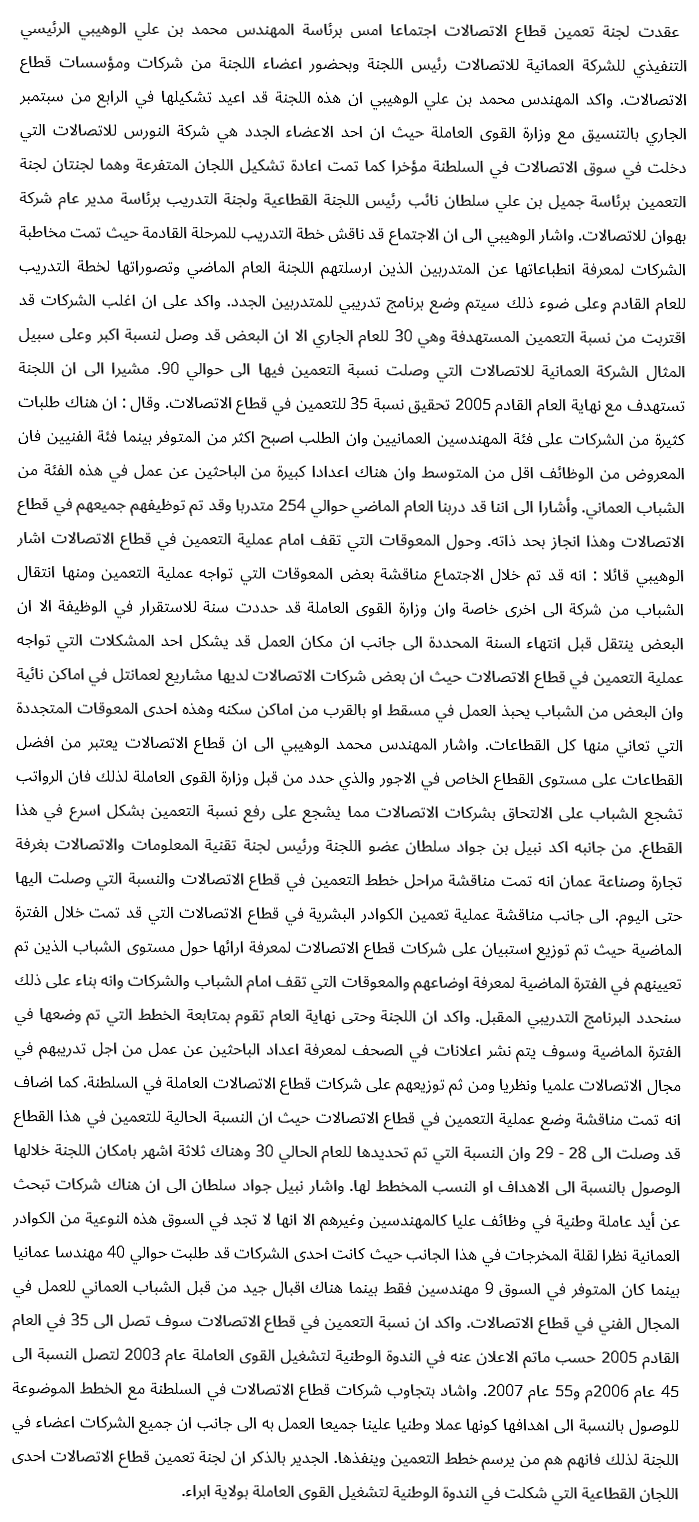 عقدت لجنة تعمين قطاع الاتصالات اجتماعا امس برئاسة المهندس محمد بن علي الوهيبي الرئيسي
التنفيذي للشركة العمانية للاتصالات رئيس اللجنة وبحضور اعضاء اللجنة من شركات ومؤسسات قطاع
الاتصالات. واكد المهندس محمد بن علي الوهيبي ان هذه اللجنة قد اعيد تشكيلها في الرابع من سبتمبر
الجاري بالتنسيق مع وزارة القوى العاملة حيث ان احد الاعضاء الجدد هي شركة النورس للاتصالات التي
دخلت في سوق الاتصالات في السلطنة مؤخرا كما تمت اعادة تشكيل اللجان المتفرعة وهما لجنتان لجنة
التعمين برئاسة جميل بن علي سلطان نائب رئيس اللجنة القطاعية ولجنة التدريب برئاسة مدير عام شركة
بهوان للاتصالات. واشار الوهيبي الى ان الاجتماع قد ناقش خطة التدريب للمرحلة القادمة حيث تمت مخاطبة
الشركات لمعرفة انطباعاتها عن المتدربين الذين ارسلتهم اللجنة العام الماضي وتصوراتها لخطة التدريب
للعام القادم وعلى ضوء ذلك سيتم وضع برنامج تدريبي للمتدربين الجدد. واكد على ان اغلب الشركات قد
اقتربت من نسبة التعمين المستهدفة وهي 30 للعام الجاري الا ان البعض قد وصل لنسبة اكبر وعلى سبيل
المثال الشركة العمانية للاتصالات التي وصلت نسبة التعمين فيها الى حوالي 90. مشيرا الى ان اللجنة
تستهدف مع نهاية العام القادم 2005 تحقيق نسبة 35 للتعمين في قطاع الاتصالات. وقال : ان هناك طلبات
كثيرة من الشركات على فئة المهندسين العمانيين وان الطلب اصبح اكثر من المتوفر بينما فئة الفنيين فان
المعروض من الوظائف اقل من المتوسط وان هناك اعدادا كبيرة من الباحثين عن عمل في هذه الفئة من
الشباب العماني. وأشارا الى اننا قد دربنا العام الماضي حوالي 254 متدربا وقد تم توظيفهم جميعهم في قطاع
الاتصالات وهذا انجاز بحد ذاته. وحول المعوقات التي تقف امام عملية التعمين في قطاع الاتصالات اشار
الوهيبي قائلا : انه قد تم خلال الاجتماع مناقشة بعض المعوقات التي تواجه عملية التعمين ومنها انتقال
الشباب من شركة الى اخرى خاصة وان وزارة القوى العاملة قد حددت سنة للاستقرار في الوظيفة الا ان
البعض ينتقل قبل انتهاء السنة المحددة الى جانب ان مكان العمل قد يشكل احد المشكلات التي تواجه
عملية التعمين في قطاع الاتصالات حيث ان بعض شركات الاتصالات لديها مشاريع لعمانتل في اماكن نائية
وان البعض من الشباب يحبذ العمل في مسقط او بالقرب من اماكن سكنه وهذه احدى المعوقات المتجددة
التي تعاني منها كل القطاعات. واشار المهندس محمد الوهيبي الى ان قطاع الاتصالات يعتبر من افضل
القطاعات على مستوى القطاع الخاص في الاجور والذي حدد من قبل وزارة القوى العاملة لذلك فان الرواتب
تشجع الشباب على الالتحاق بشركات الاتصالات مما يشجع على رفع نسبة التعمين بشكل اسرع في هذا
القطاع. من جانبه اكد نبيل بن جواد سلطان عضو اللجنة ورئيس لجنة تقنية المعلومات والاتصالات بغرفة
تجارة وصناعة عمان انه تمت مناقشة مراحل خطط التعمين في قطاع الاتصالات والنسبة التي وصلت اليها
حتى اليوم. الى جانب مناقشة عملية تعمين الكوادر البشرية في قطاع الاتصالات التي قد تمت خلال الفترة
الماضية حيث تم توزيع استبيان على شركات قطاع الاتصالات لمعرفة ارائها حول مستوى الشباب الذين تم
تعيينهم في الفترة الماضية لمعرفة اوضاعهم والمعوقات التي تقف امام الشباب والشركات وانه بناء على ذلك
سنحدد البرنامج التدريبي المقبل. واكد ان اللجنة وحتى نهاية العام تقوم بمتابعة الخطط التي تم وضعها في
الفترة الماضية وسوف يتم نشر اعلانات في الصحف لمعرفة اعداد الباحثين عن عمل من اجل تدريبهم في
مجال الاتصالات علميا ونظريا ومن ثم توزيعهم على شركات قطاع الاتصالات العاملة في السلطنة. كما اضاف
انه تمت مناقشة وضع عملية التعمين في قطاع الاتصالات حيث ان النسبة الحالية للتعمين في هذا القطاع
قد وصلت الى 28 - 29 وان النسبة التي تم تحديدها للعام الحالي 30 وهناك ثلاثة اشهر بامكان اللجنة خلالها
الوصول بالنسبة الى الاهداف او النسب المخطط لها. واشار نبيل جواد سلطان الى ان هناك شركات تبحث
عن أيد عاملة وطنية في وظائف عليا كالمهندسين وغيرهم الا انها لا تجد في السوق هذه النوعية من الكوادر
العمانية نظرا لقلة المخرجات في هذا الجانب حيث كانت احدى الشركات قد طلبت حوالي 40 مهندسا عمانيا
بينما كان المتوفر في السوق 9 مهندسين فقط بينما هناك اقبال جيد من قبل الشباب العماني للعمل في
المجال الفني في قطاع الاتصالات. واكد ان نسبة التعمين في قطاع الاتصالات سوف تصل الى 35 في العام
القادم 2005 حسب ماتم الاعلان عنه في الندوة الوطنية لتشغيل القوى العاملة عام 2003 لتصل النسبة الى
45 عام 2006م و55 عام 2007. واشاد بتجاوب شركات قطاع الاتصالات في السلطنة مع الخطط الموضوعة
للوصول بالنسبة الى اهدافها كونها عملا وطنيا علينا جميعا العمل به الى جانب ان جميع الشركات اعضاء في
اللجنة لذلك فانهم هم من يرسم خطط التعمين وينفذها. الجدير بالذكر ان لجنة تعمين قطاع الاتصالات احدى
اللجان القطاعية التي شكلت في الندوة الوطنية لتشغيل القوى العاملة بولاية ابراء.